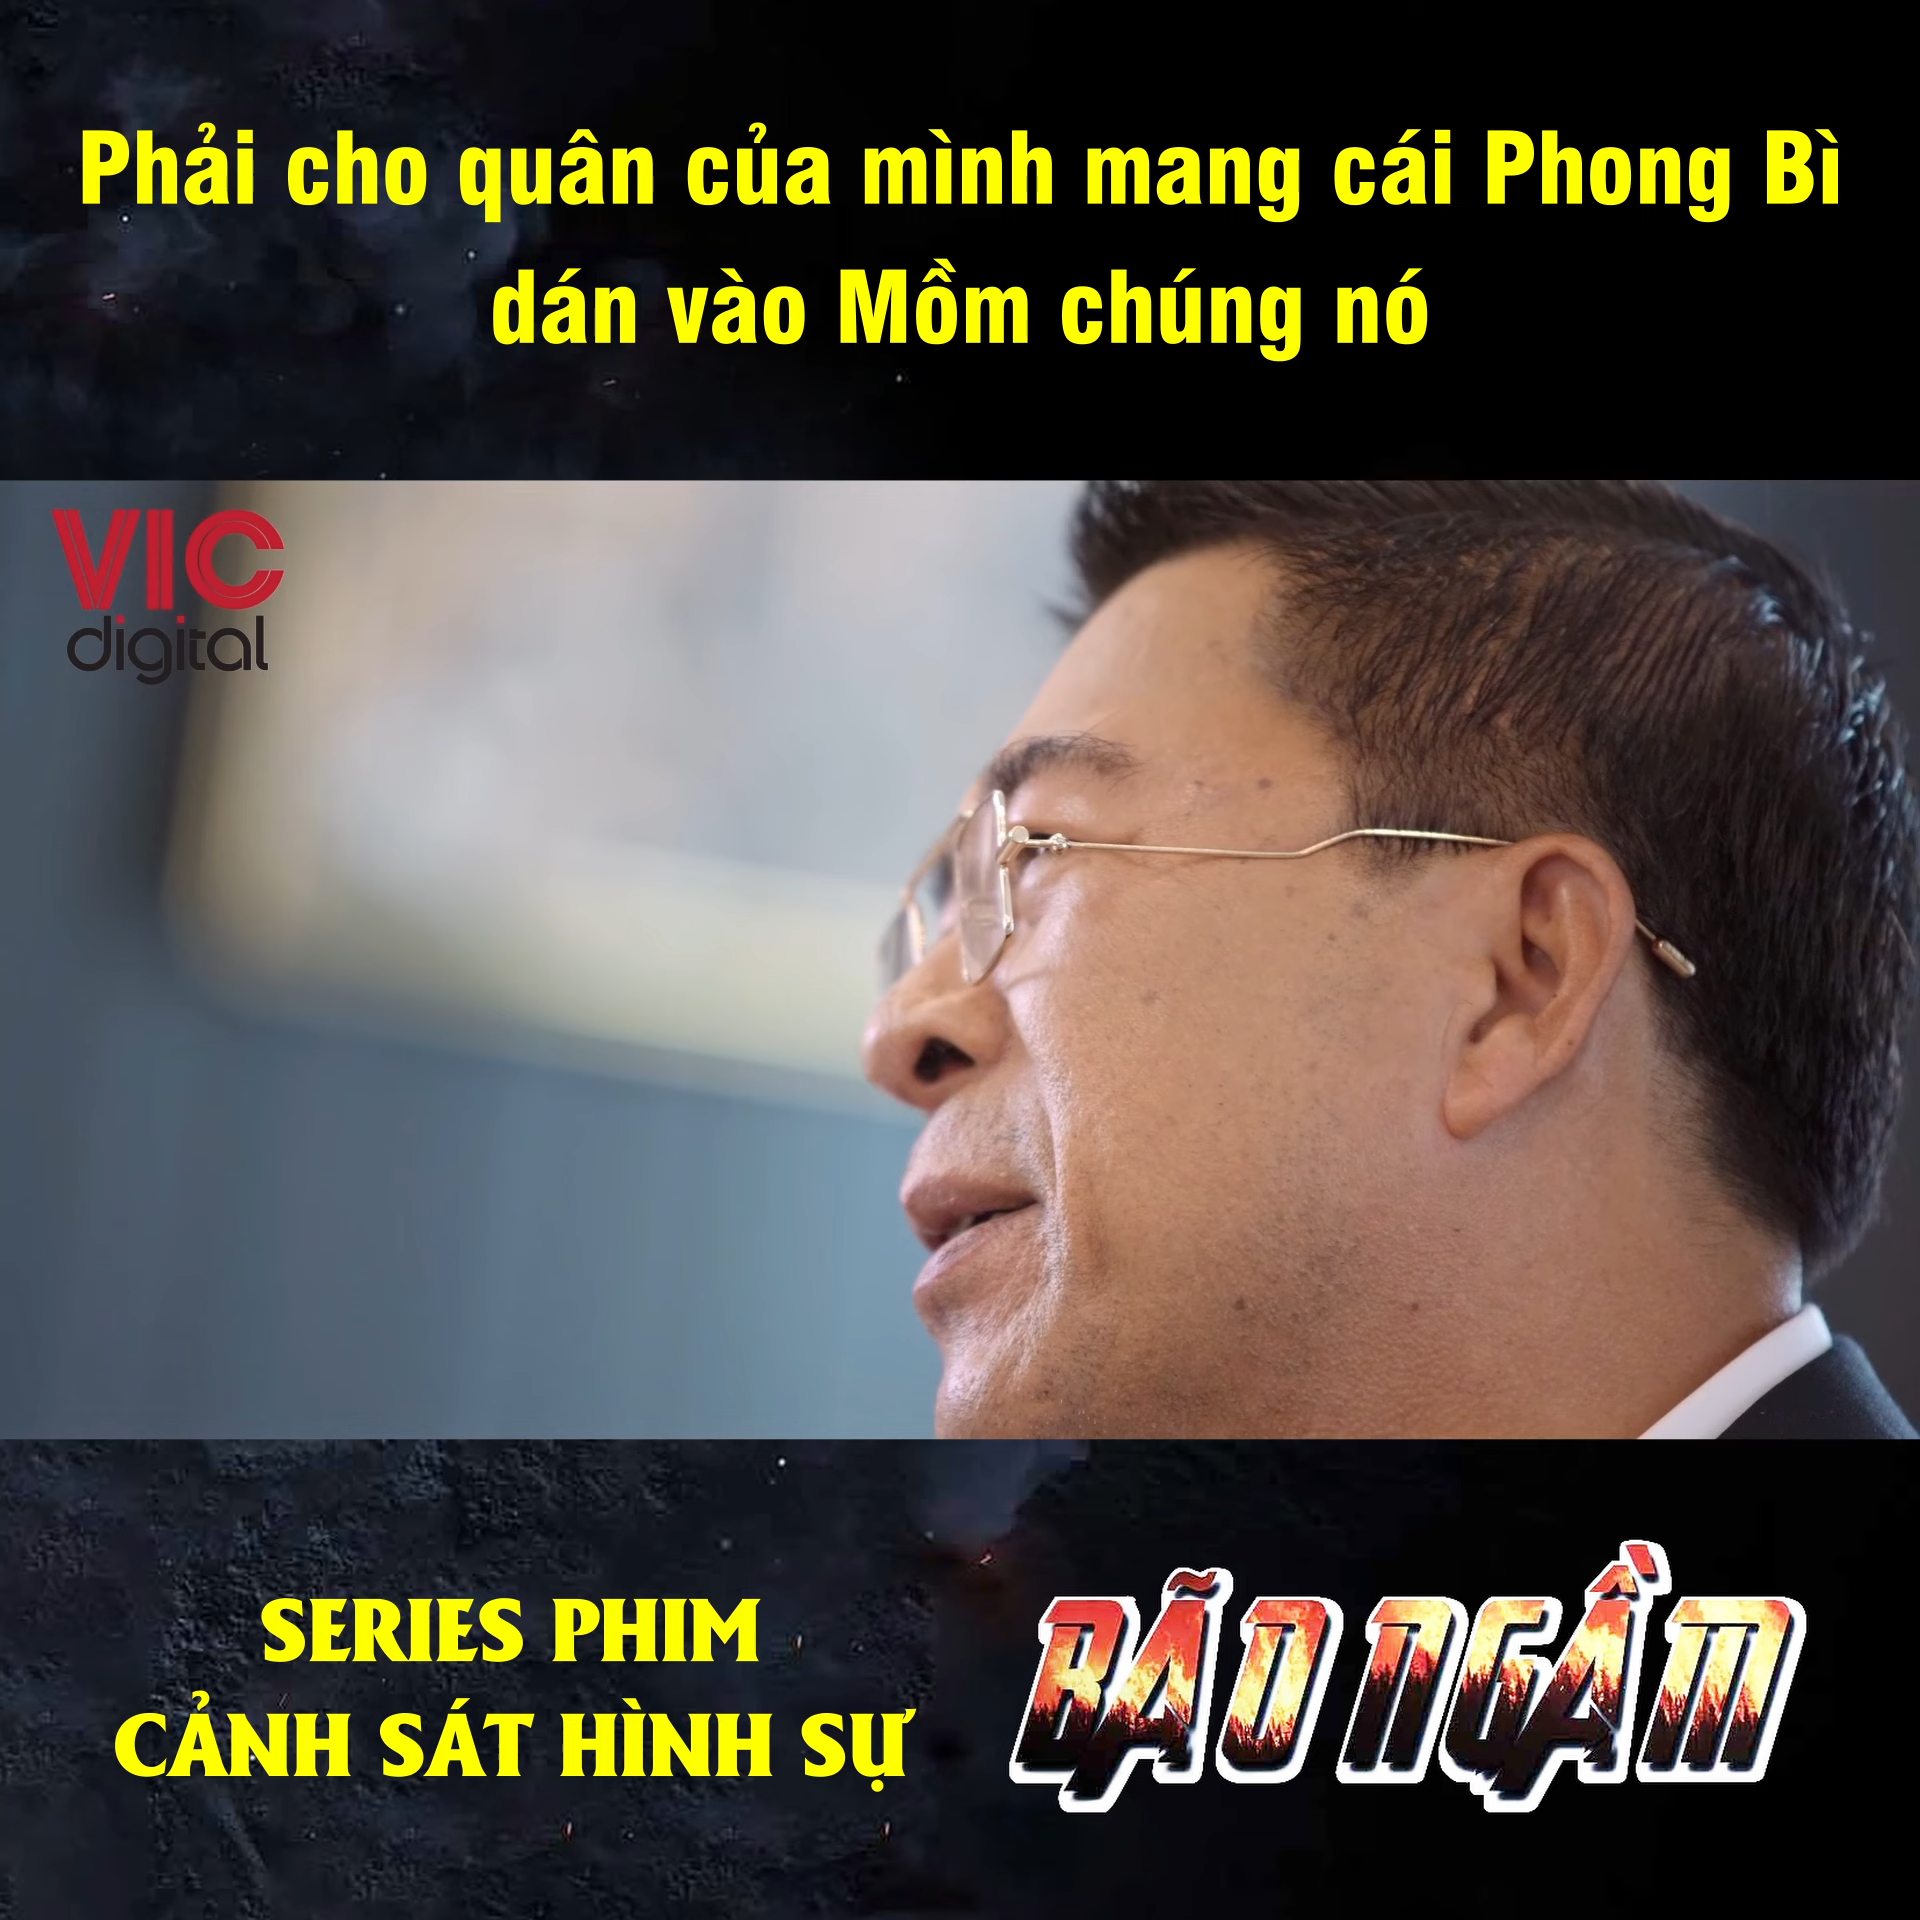 Phải cho quân của mình mang cái Phong Bì
dán vào Mồm chúng nó
VIC
digital
SERIES PHIM
CẢNH SÁT HÌNH SỰ
BÃO NGẦM